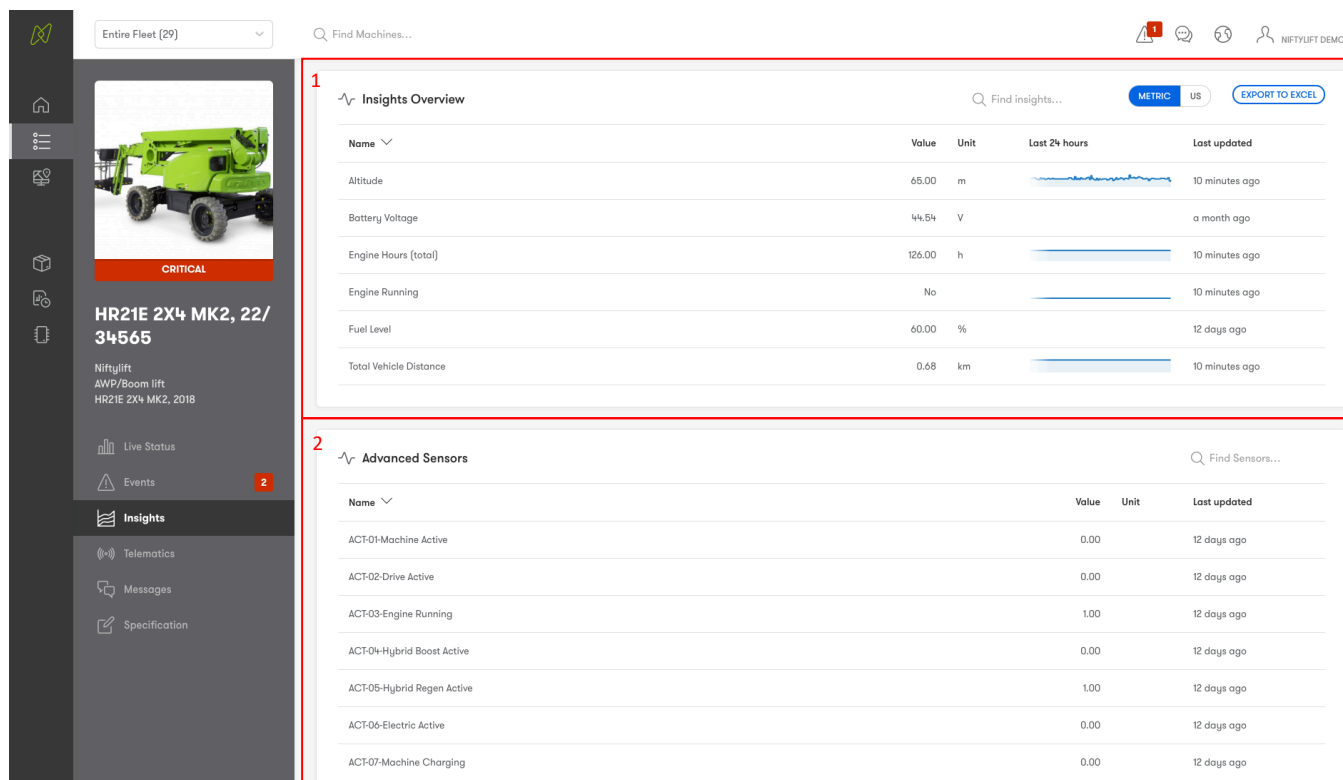 Entire Fleet (29)
Find Machines...
1
NIFTYLIFT DEMO
CRITICAL
HR21E 2X4 MK2, 22/
34565
Niftylift
AWP/Boom lift
HR21E 2X4 MK2, 2018
Live Status
Events 2
Insights
Telematics
Messages
Specification
1
Insights Overview
Find insights...
METRIC US
EXPORT TO EXCEL
Name Value Unit Last 24 hours Last updated
Altitude 65.00 m 10 minutes ago
Battery Voltage 44.54 V a month ago
Engine Hours (total) 126.00 h 10 minutes ago
Engine Running No 10 minutes ago
Fuel Level 60.00 % 12 days ago
Total Vehicle Distance 0.68 km 10 minutes ago
2
Advanced Sensors
Find Sensors...
Name Value Unit Last updated
ACT-01-Machine Active 0.00 12 days ago
ACT-02-Drive Active 0.00 12 days ago
ACT-03-Engine Running 1.00 12 days ago
ACT-04-Hybrid Boost Active 0.00 12 days ago
ACT-05-Hybrid Regen Active 1.00 12 days ago
ACT-06-Electric Active 0.00 12 days ago
ACT-07-Machine Charging 0.00 12 days ago